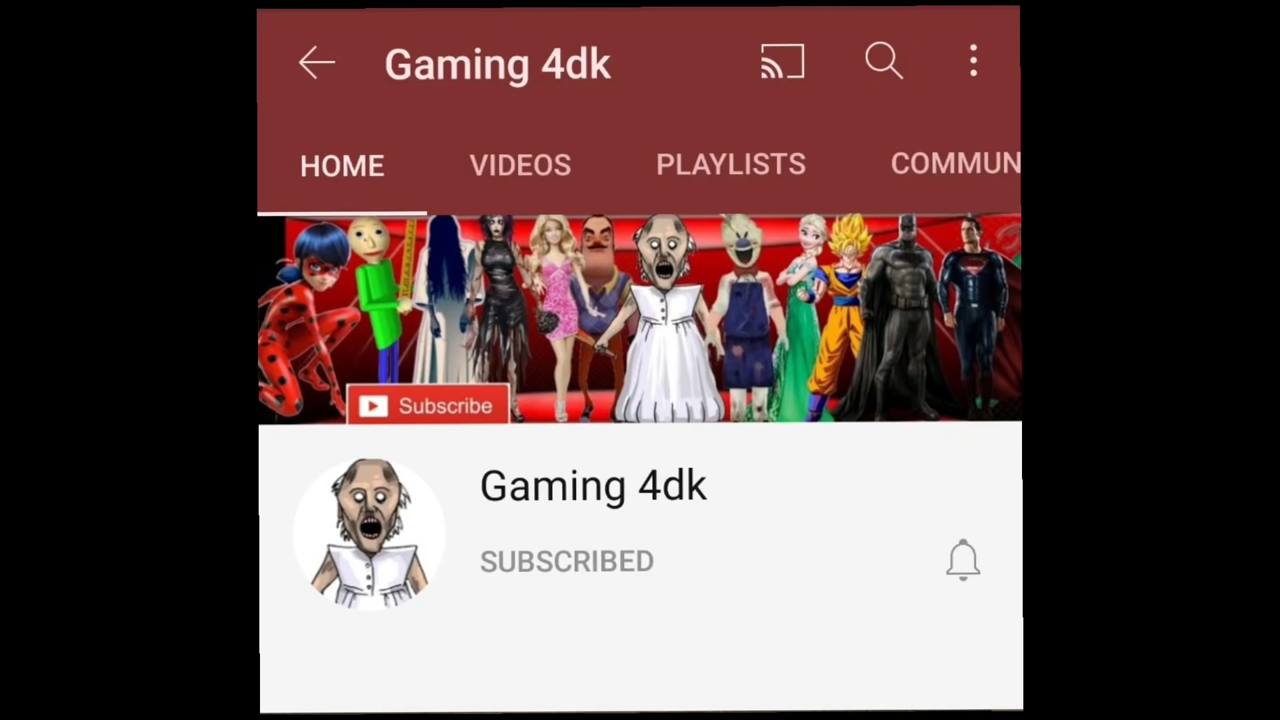 Gaming 4dk
HOME VIDEOS PLAYLISTS COMMUN
Subscribe
Gaming 4dk
SUBSCRIBED